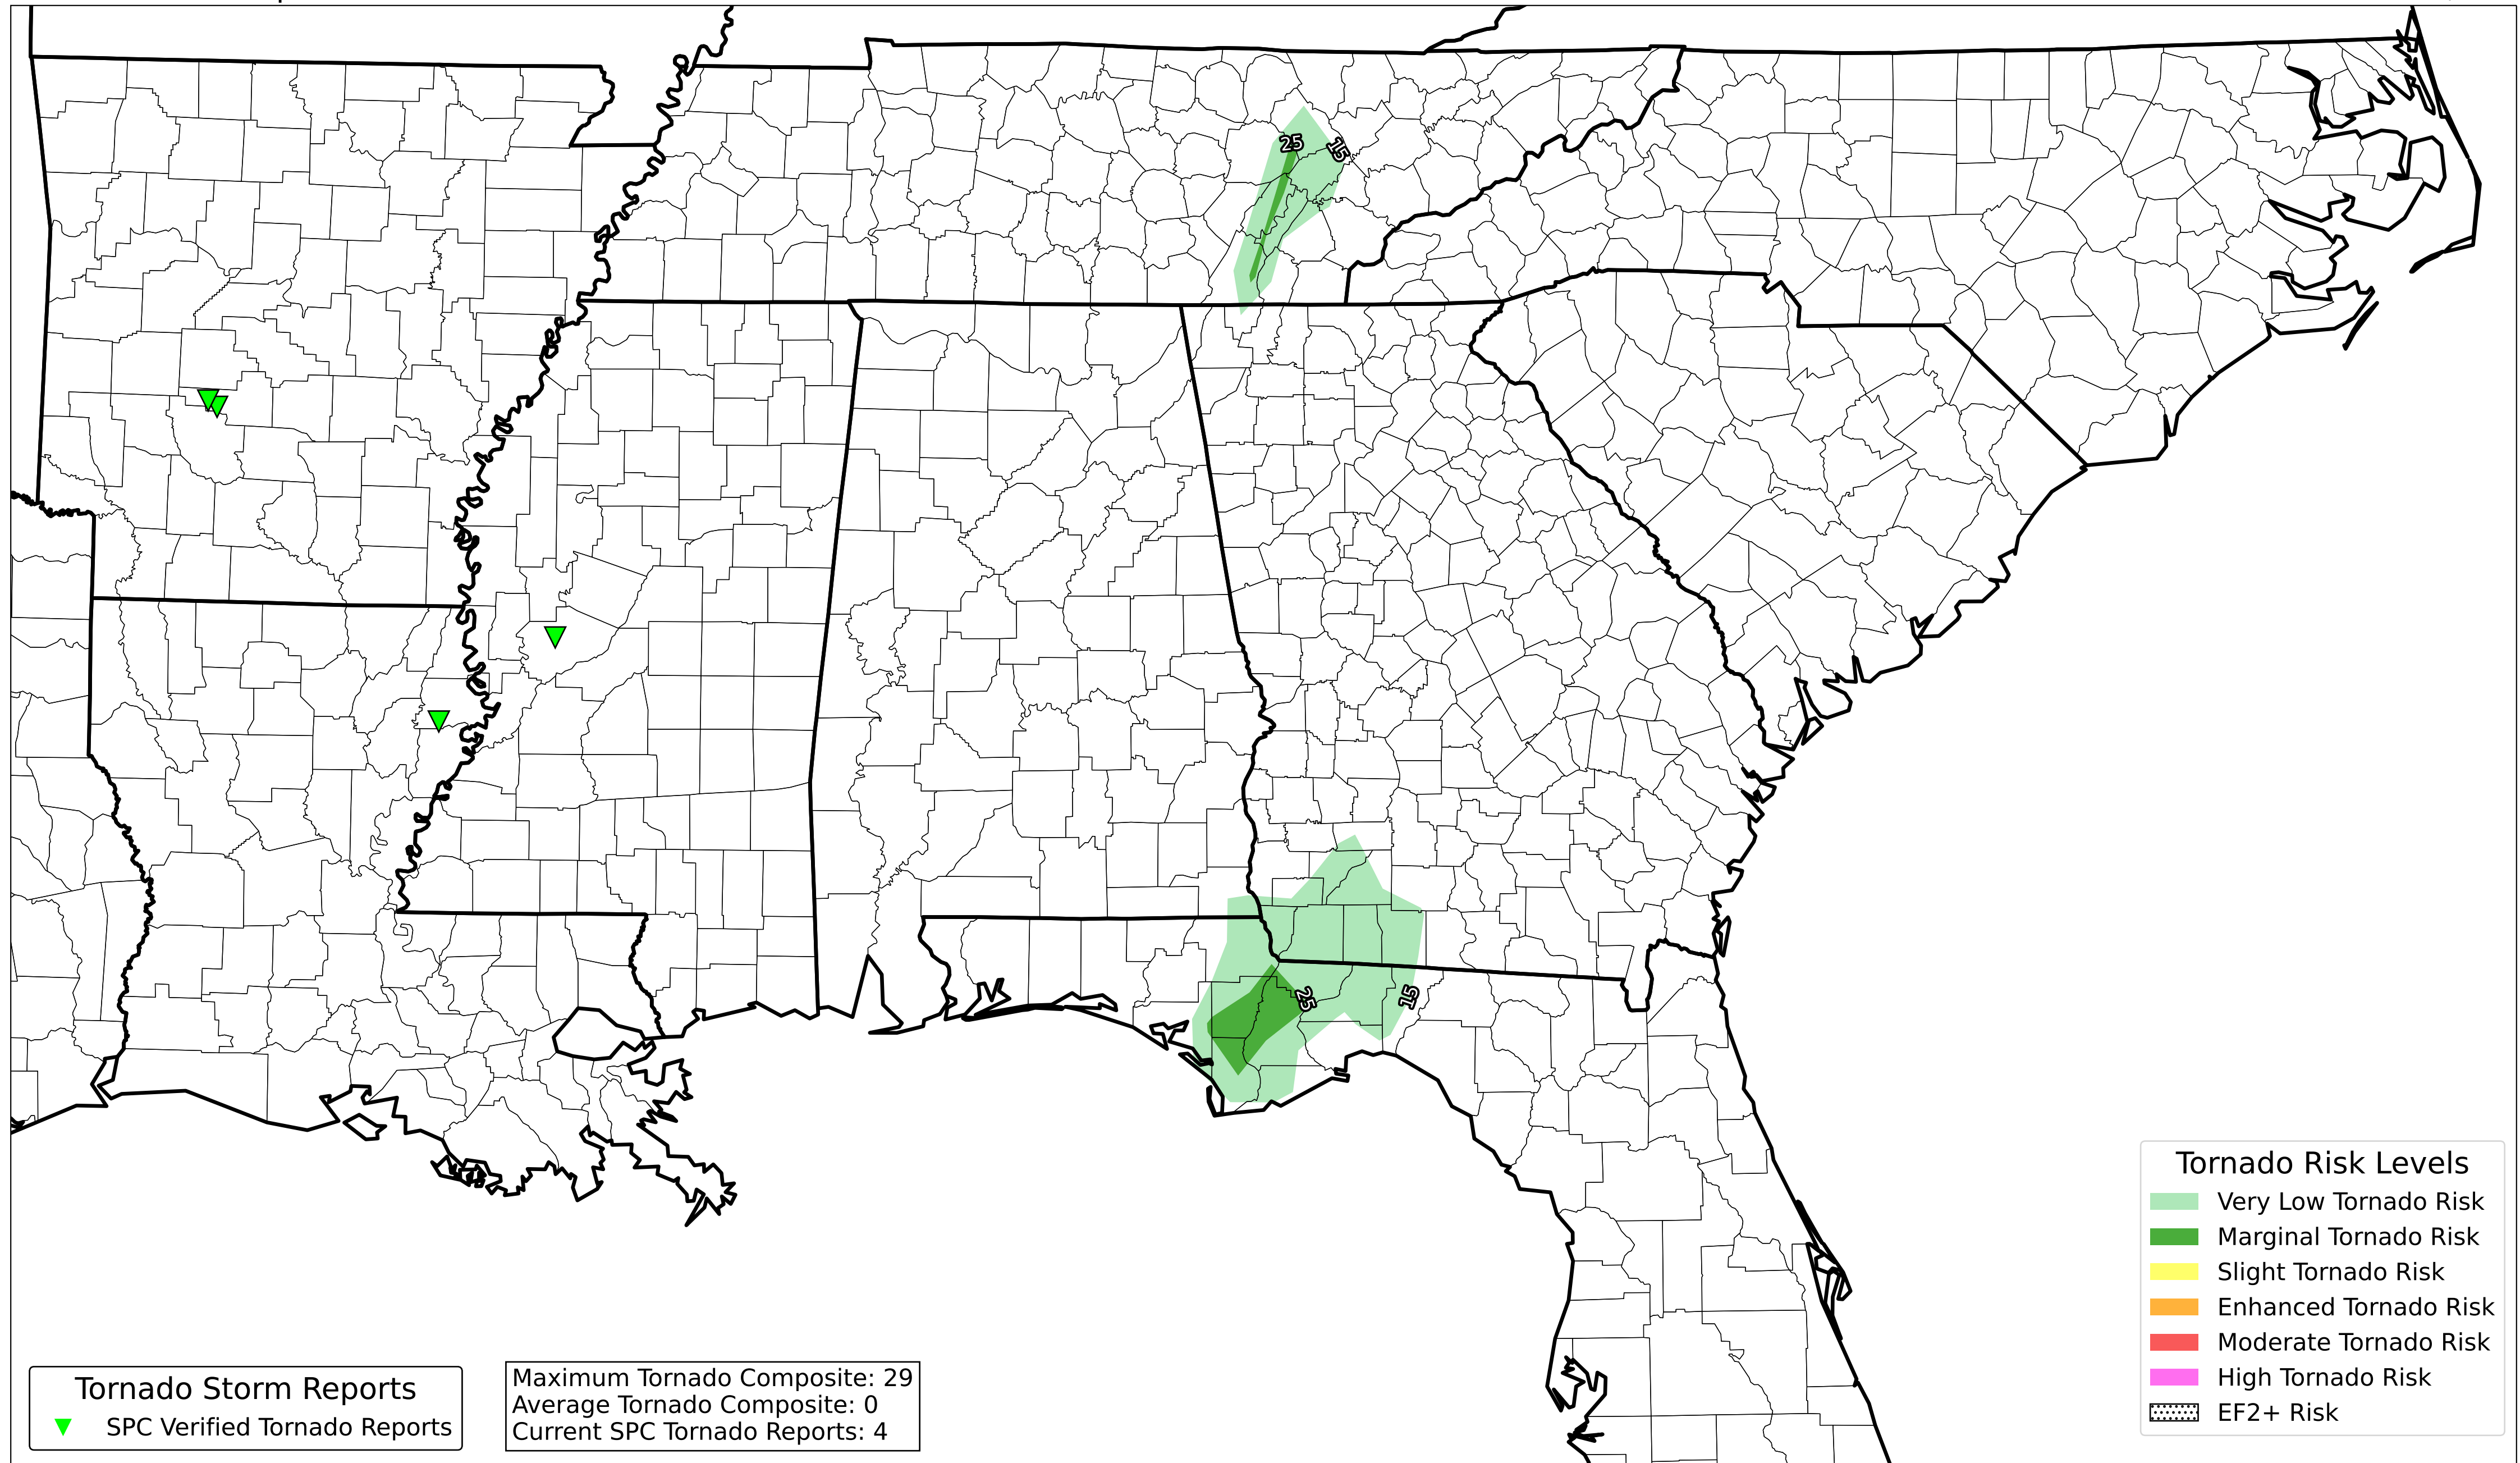 25
15
25
15
Tornado Risk Levels
Very Low Tornado Risk
Marginal Tornado Risk
Slight Tornado Risk
Enhanced Tornado Risk
Moderate Tornado Risk
High Tornado Risk
EF2+ Risk
Tornado Storm Reports
SPC Verified Tornado Reports
Maximum Tornado Composite: 29
Average Tornado Composite: 0
Current SPC Tornado Reports: 4